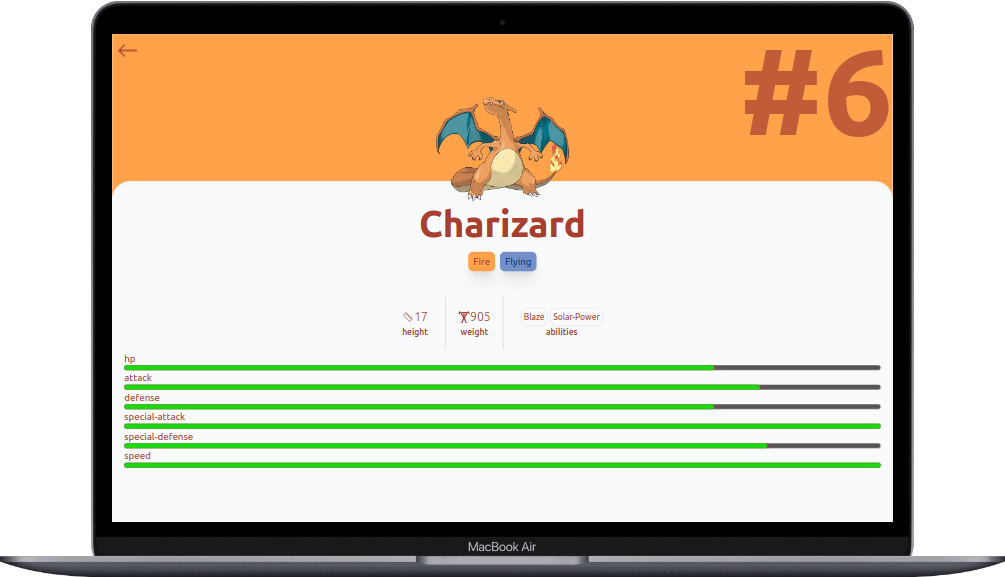 #6
Charizard
Fire Flying
17 905 Blaze Solar-Power
height weight abilities
hp
attack
defense
special-attack
special-defense
speed
MacBook Air